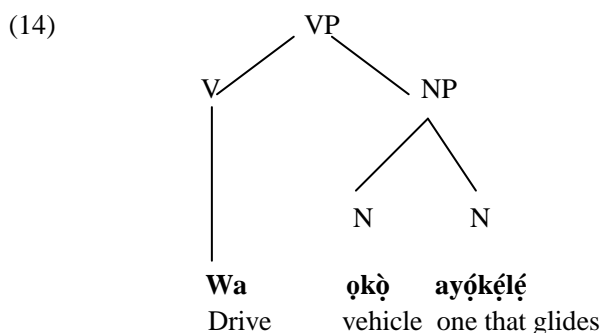 (14)
VP
V NP
N N
Wa ọkọ̀ ayọ́kẹ́lẹ́
Drive vehicle one that glides